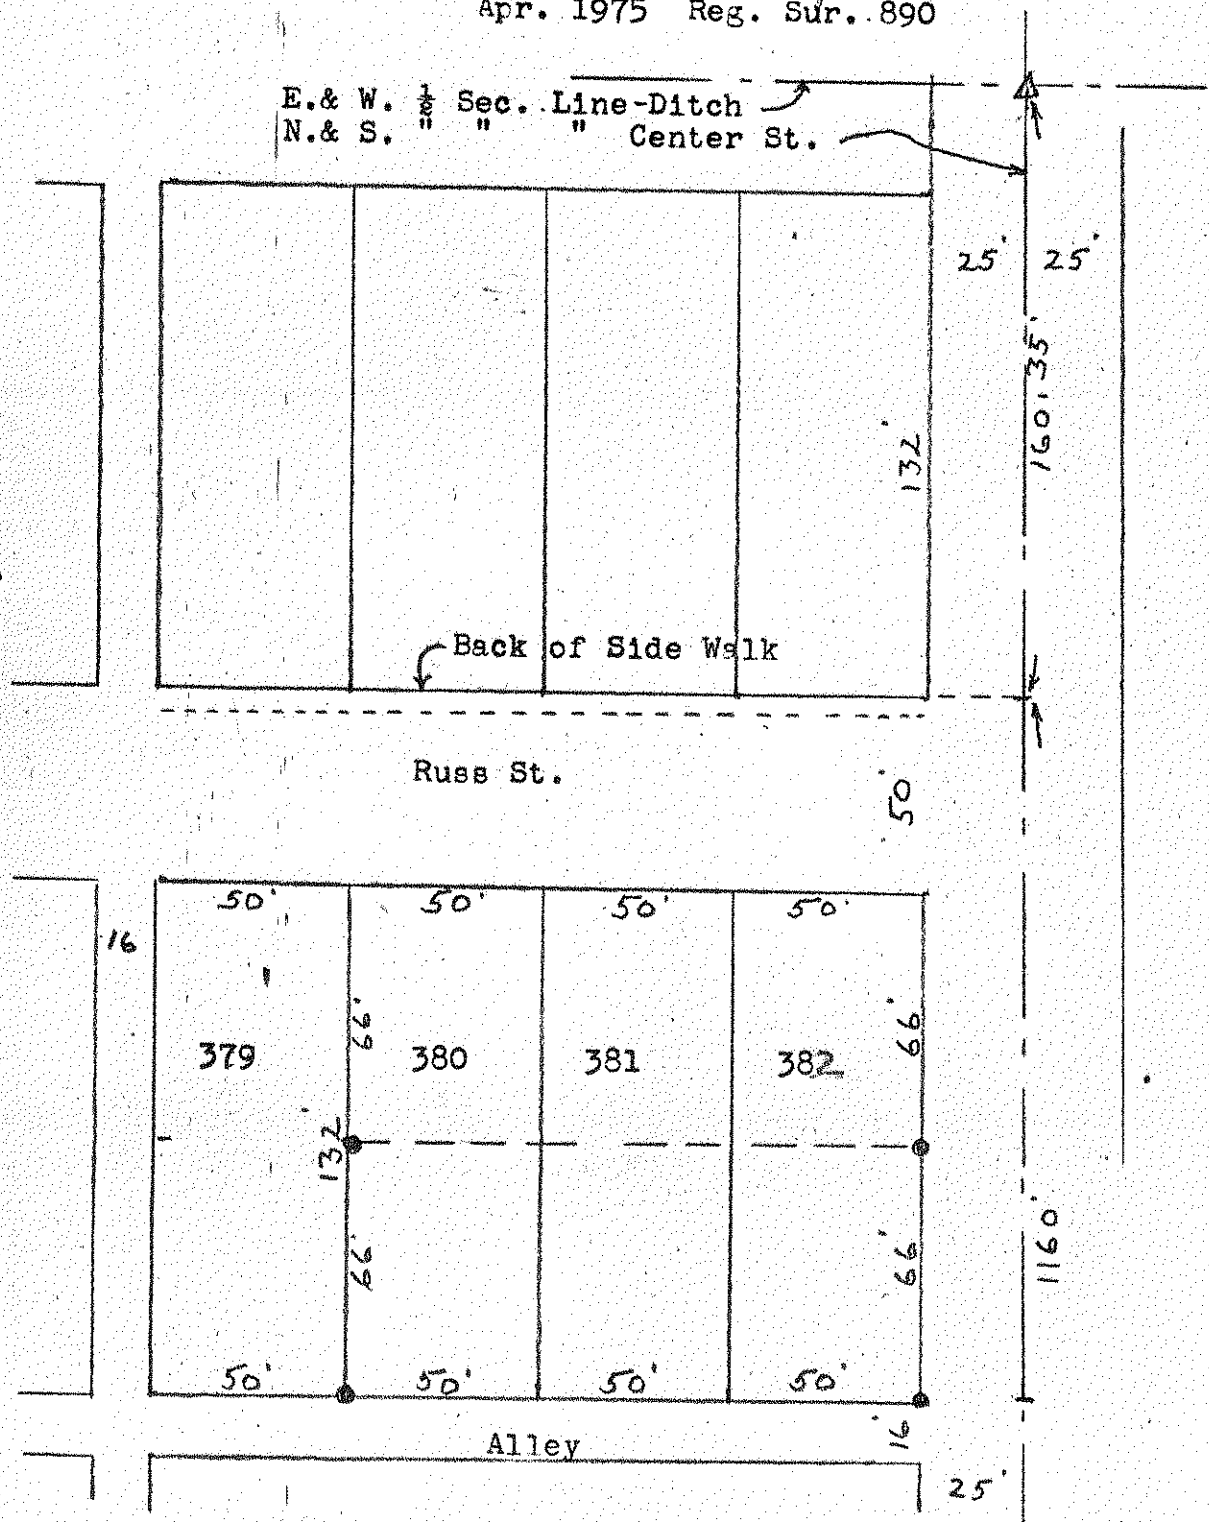 Apr. 1975 Reg. Sur. 890
E.& W. ½ Sec. Line-Ditch
N.& S. " " " Center St.
25' 25'
160.35'
132'
Back of Side Walk
Russ St.
50'
50' 50' 50' 50'
16
66' 66'
379 380 381 382
132'
66' 66'
1160'
50' 50' 50' 50'
Alley
16'
25'